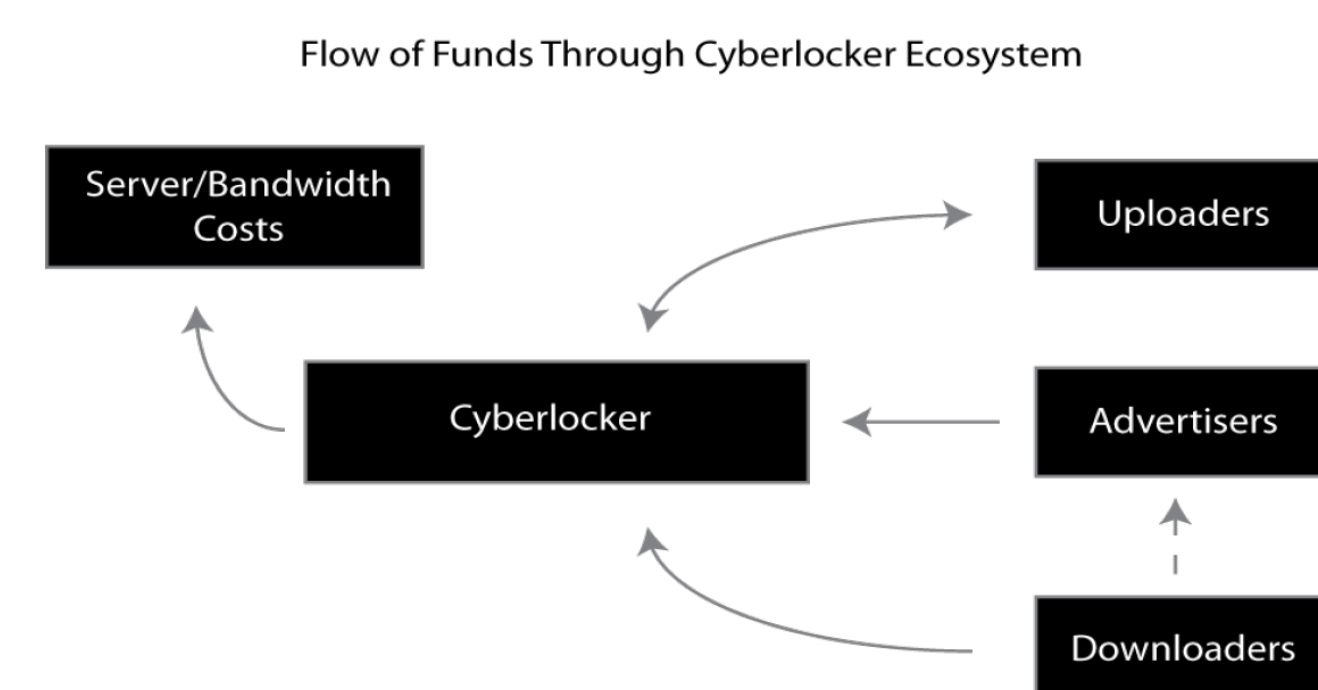 Flow of Funds Through Cyberlocker Ecosystem
Server/Bandwidth
Costs
Uploaders
Cyberlocker
Advertisers
Downloaders